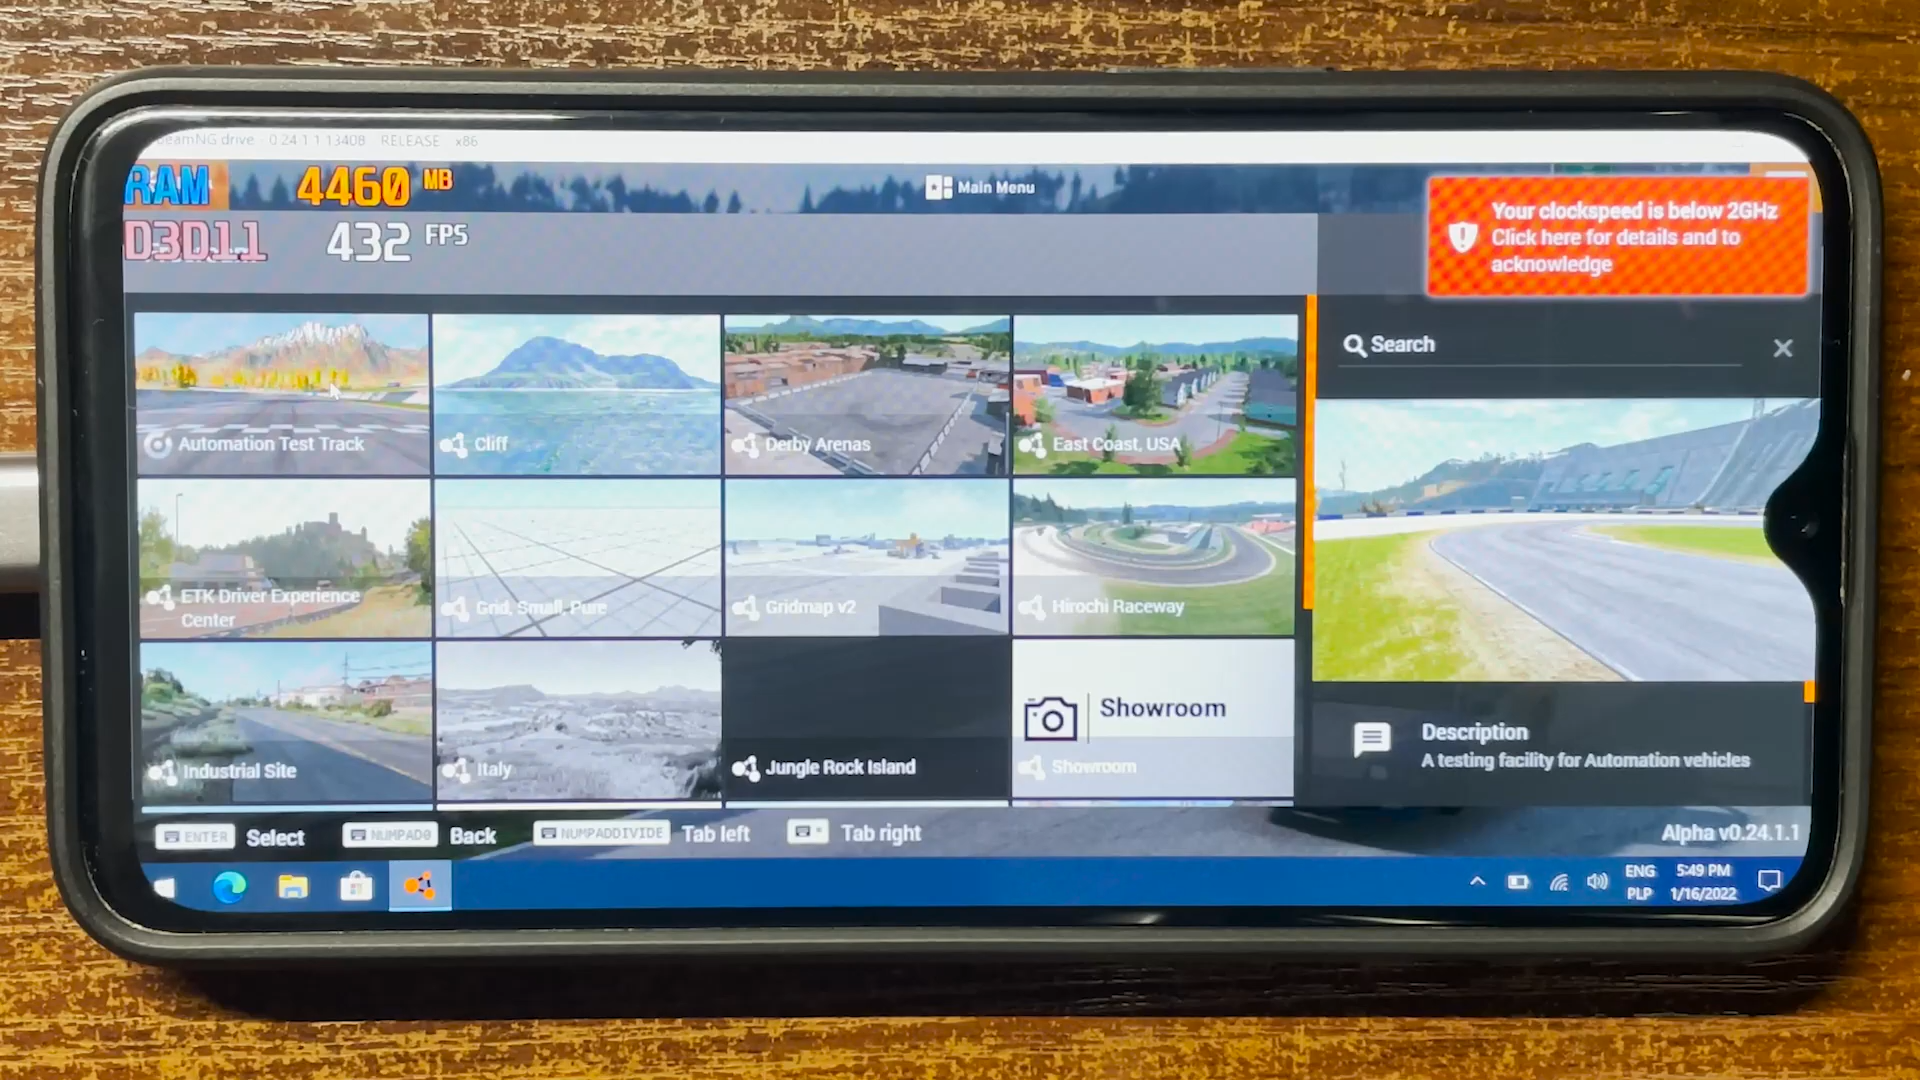 eamNG drive 0.24.1.1.13408 RELEASE x86
RAM 4460 MB
D3D11 432 FPS
Main Menu
Your clockspeed is below 2GHz
Click here for details and to
acknowledge
Search
Automation Test Track
Cliff
Derby Arenas
East Coast, USA
ETK Driver Experience
Center
Grid, Small, Pure
Gridmap v2
Hirochi Raceway
Industrial Site
Italy
Jungle Rock Island
Showroom
Showroom
Description
A testing facility for Automation vehicles
ENTER Select
NUMPAD0 Back
NUMPADDIVIDE Tab left
* Tab right
Alpha v0.24.1.1
ENG
PLP
5:49 PM
1/16/2022